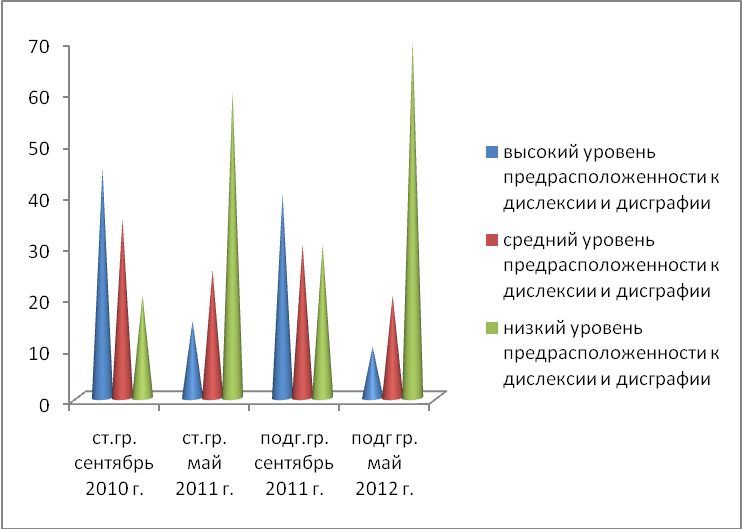 70
60
50
40
30
20
10
0
ст.гр.
сентябрь
2010 г.
ст.гр.
май
2011 г.
подг.гр.
сентябрь
2011 г.
подг гр.
май
2012 г.
высокий уровень
предрасположенности к
дислексии и дисграфии
средний уровень
предрасположенности к
дислексии и дисграфии
низкий уровень
предрасположенности к
дислексии и дисграфии